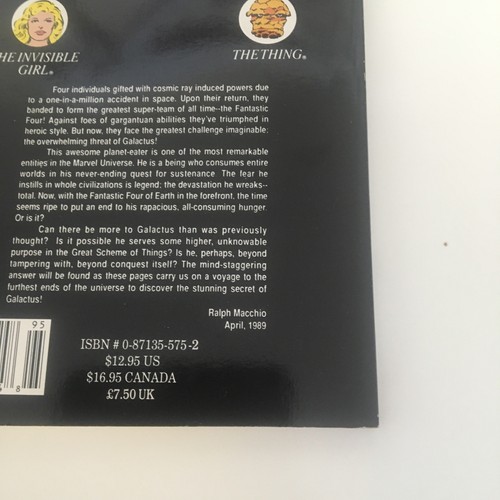 HE INVISIBLE
GIRL®
THE THING®
Four individuals gifted with cosmic ray induced powers due
to a one-in-a-million accident in space. Upon their return, they
banded to form the greatest super-team of all time--the Fantastic
Four! Against foes of gargantuan abilities they've triumphed in
heroic style. But now, they face the greatest challenge imaginable:
the overwhelming threat of Galactus!
This awesome planet-eater is one of the most remarkable
entities in the Marvel Universe. He is a being who consumes entire
worlds in his never-ending quest for sustenance. The fear he
instills in whole civilizations is legend; the devastation he wreaks--
total. Now, with the Fantastic Four of Earth in the forefront, the time
seems ripe to put an end to his rapacious, all-consuming hunger.
Or is it?
Can there be more to Galactus than was previously
thought? Is it possible he serves some higher, unknowable
purpose in the Great Scheme of Things? Is he, perhaps, beyond
tampering with, beyond conquest itself? The mind-staggering
answer will be found as these pages carry us on a voyage to the
furthest ends of the universe to discover the stunning secret of
Galactus!
Ralph Macchio
April, 1989
95
8
ISBN # 0-87135-575-2
$12.95 US
$16.95 CANADA
£7.50 UK